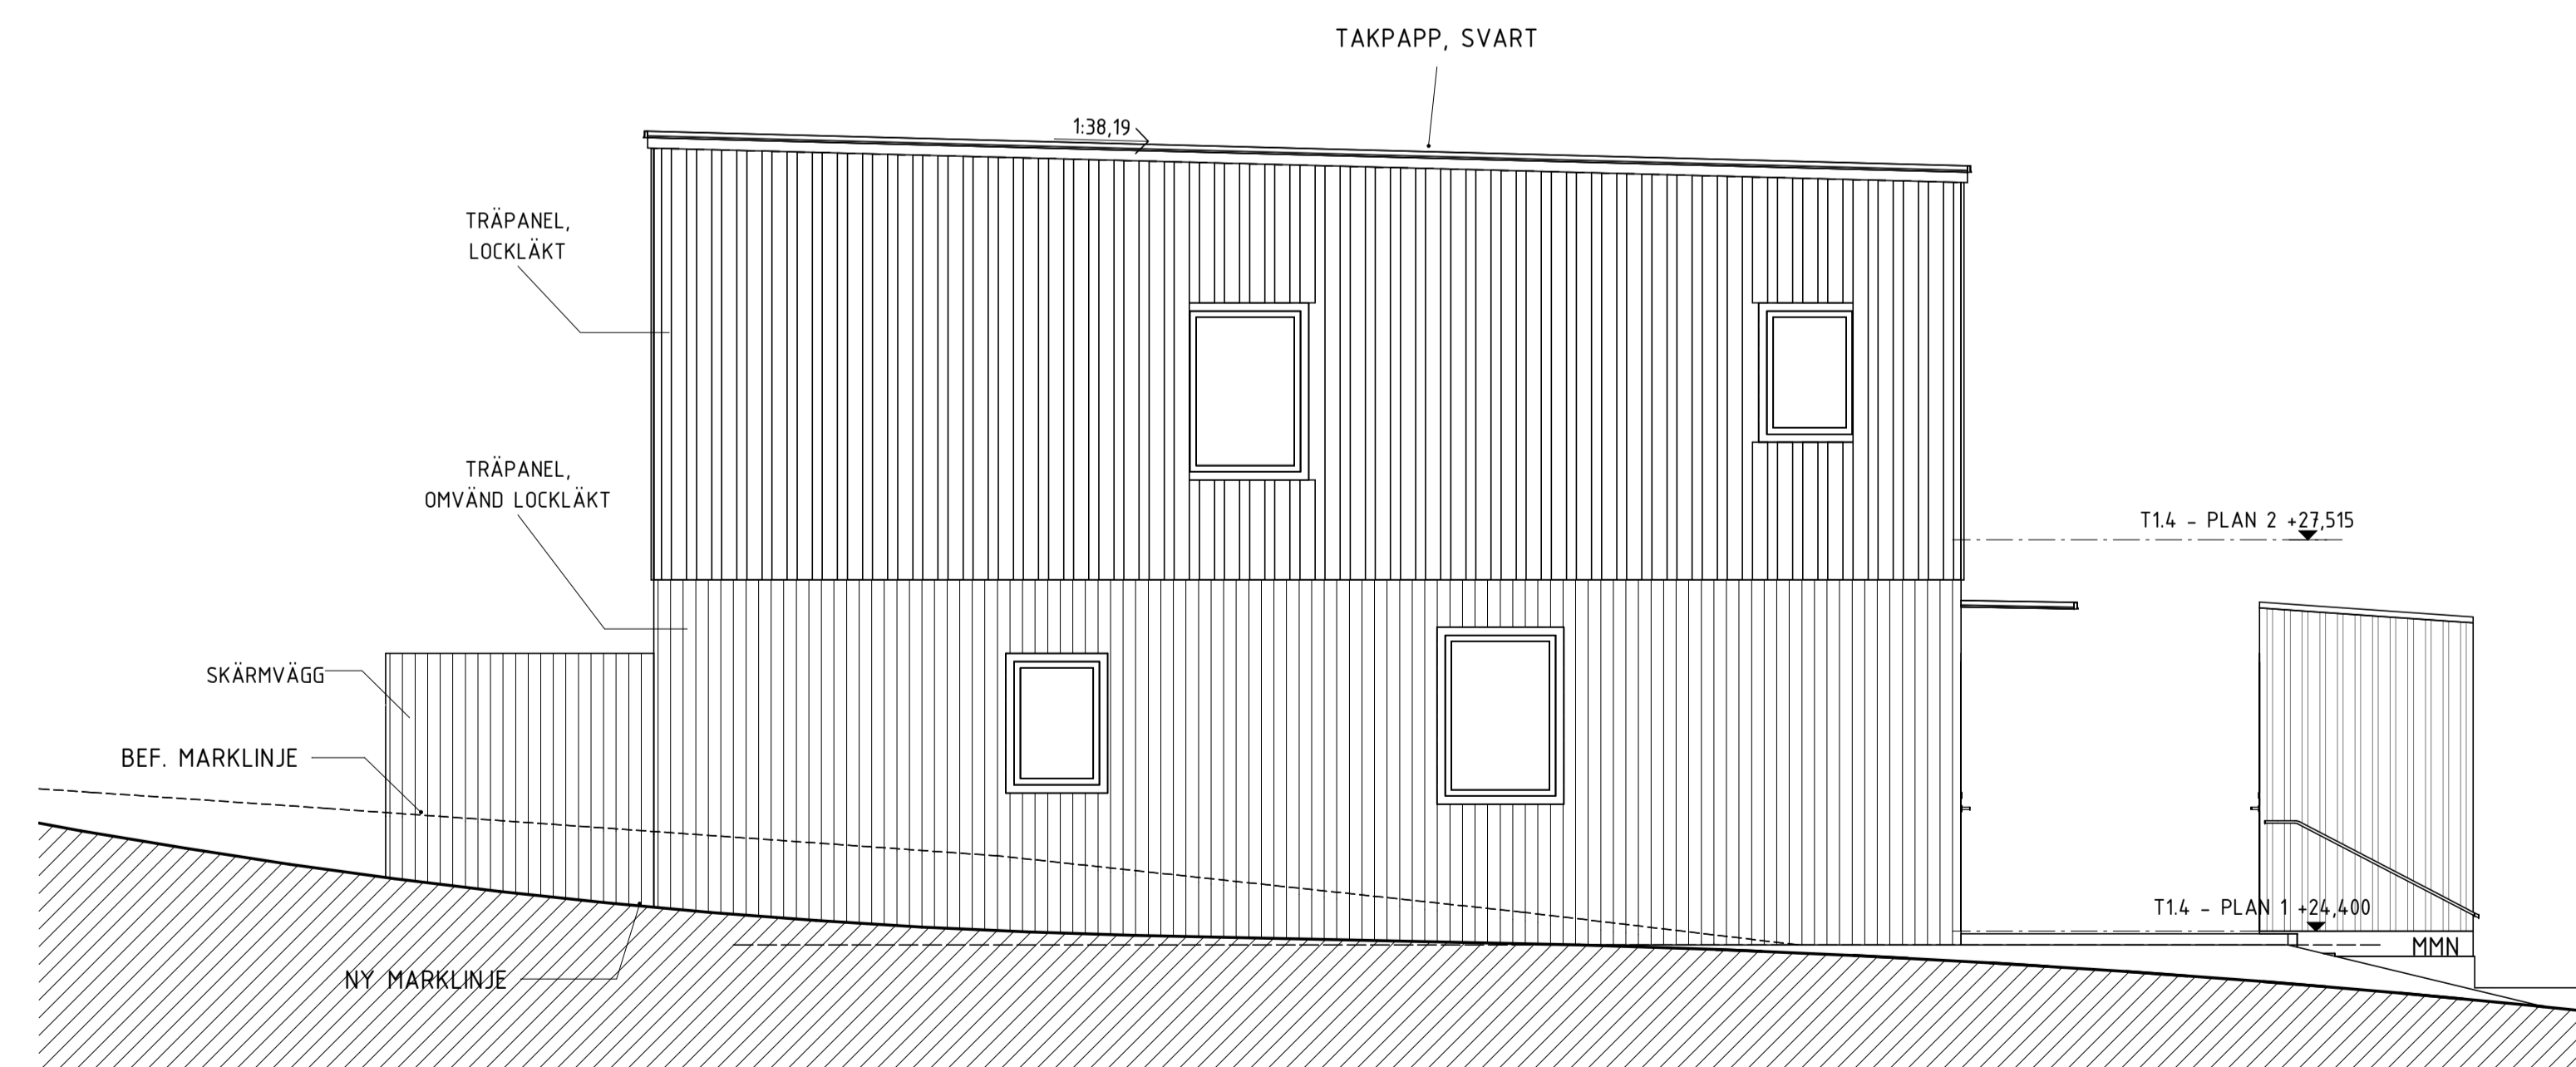 TAKPAPP, SVART
1:38,19
TRÄPANEL,
LOCKLÄKT
TRÄPANEL,
OMVÄND LOCKLÄKT
T1.4 - PLAN 2 +27,515
SKÄRMVÄGG
BEF. MARKLINJE
T1.4 - PLAN 1 +24,400
MMN
NY MARKLINJE